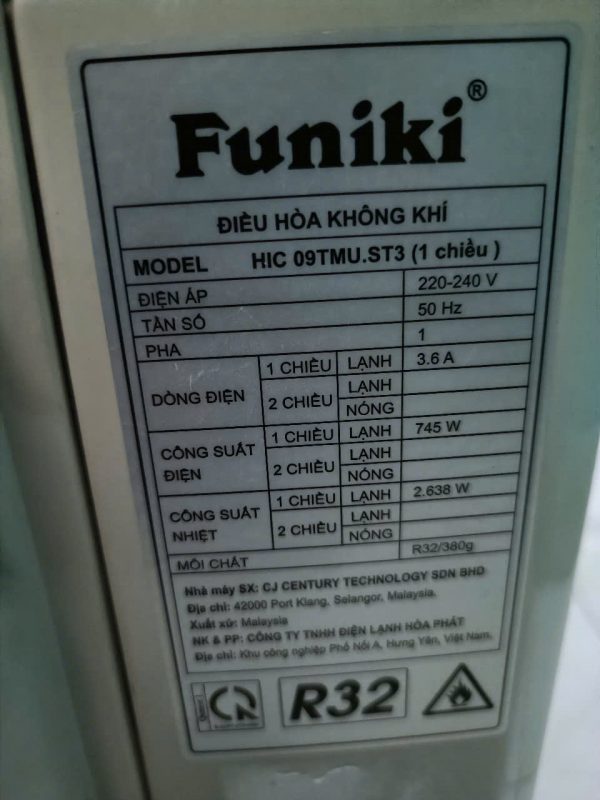 Funiki®
ĐIỀU HÒA KHÔNG KHÍ
MODEL HIC 09TMU.ST3 (1 chiều )
ĐIỆN ÁP 220-240 V
TẦN SỐ 50 Hz
PHA 1
DÒNG ĐIỆN 1 CHIỀU LẠNH 3.6 A
2 CHIỀU LẠNH
NÓNG
CÔNG SUẤT ĐIỆN 1 CHIỀU LẠNH 745 W
2 CHIỀU LẠNH
NÓNG
CÔNG SUẤT NHIỆT 1 CHIỀU LẠNH 2.638 W
2 CHIỀU LẠNH
NÓNG
MÔI CHẤT R32/380g
Nhà máy SX: CJ CENTURY TECHNOLOGY SDN BHD
Địa chỉ: 42000 Port Klang, Selangor, Malaysia.
Xuất xứ: Malaysia
NK & PP: CÔNG TY TNHH ĐIỆN LẠNH HÒA PHÁT
Địa chỉ: Khu công nghiệp Phố Nối A, Hưng Yên, Việt Nam.
R32